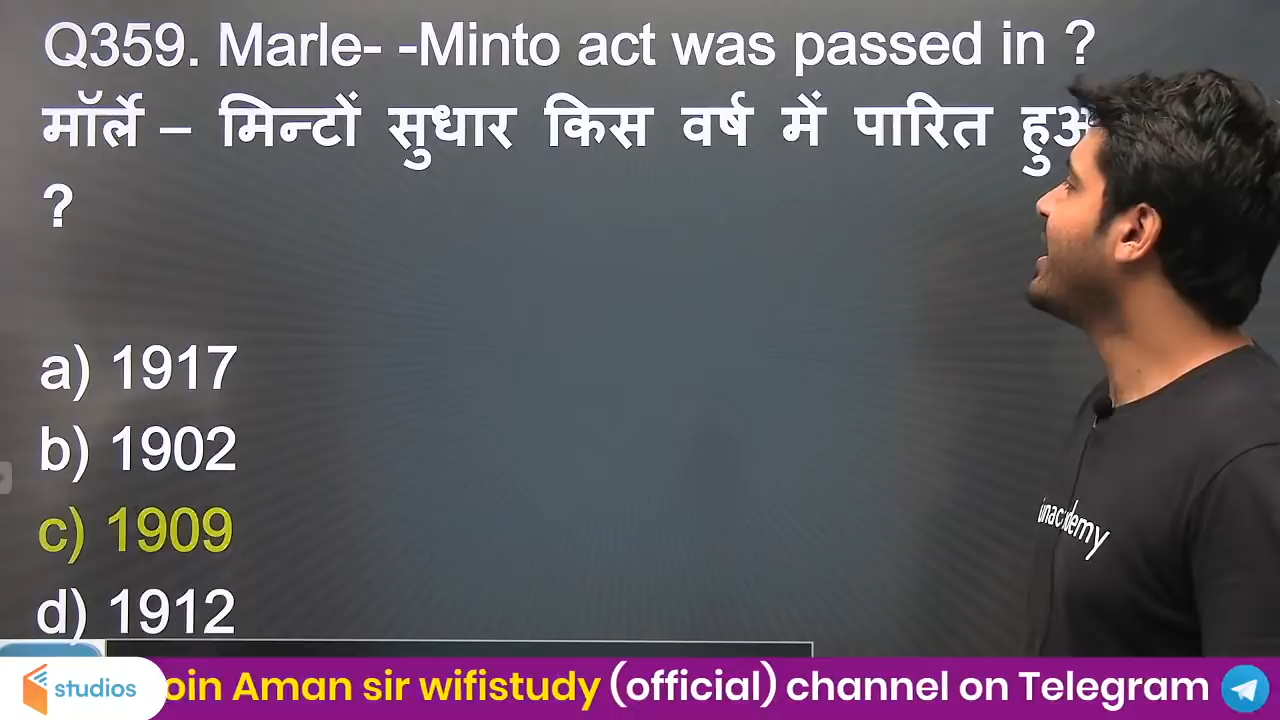 Q359. Marle- -Minto act was passed in ?
मॉर्ले – मिन्टों सुधार किस वर्ष में पारित
?
a) 1917
b) 1902
c) 1909
d) 1912
unacademy
studios
oin Aman sir wifistudy (official) channel on Telegram